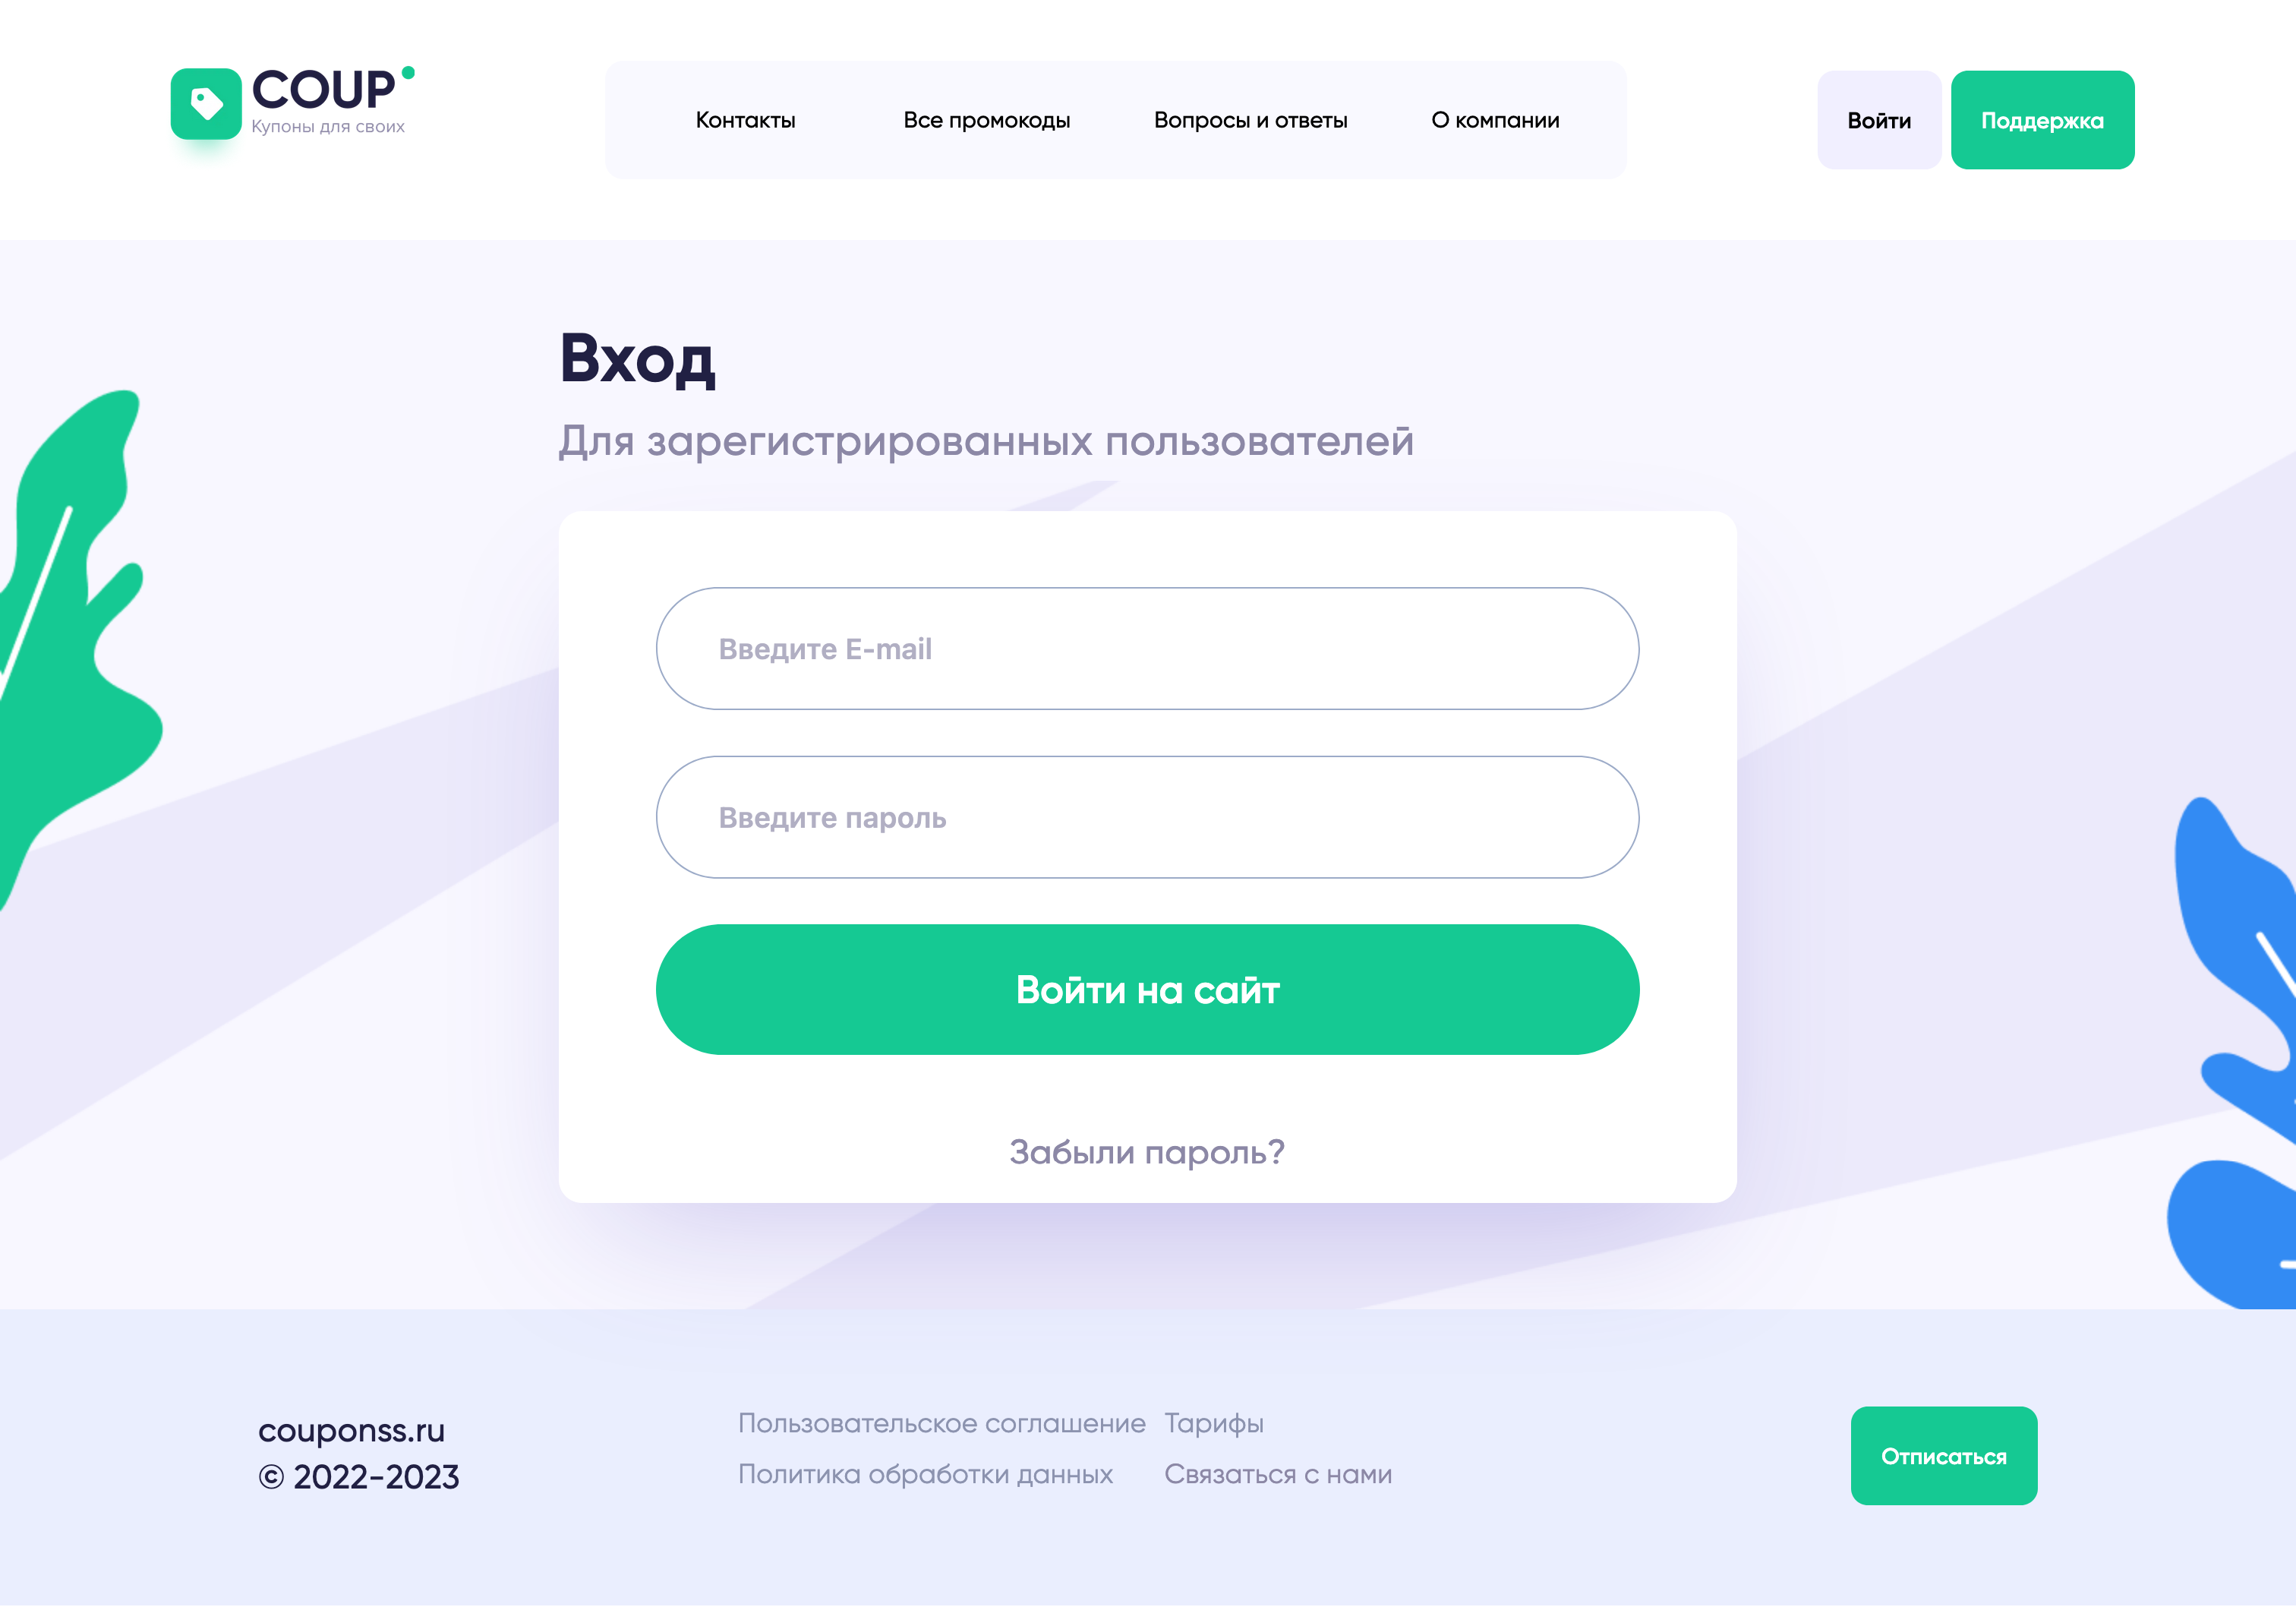 COUP
Купоны для своих
Контакты
Все промокоды
Вопросы и ответы
О компании
Войти
Поддержка
Вход
Для зарегистрированных пользователей
Введите E-mail
Введите пароль
Войти на сайт
Забыли пароль?
couponss.ru
© 2022-2023
Пользовательское соглашение
Политика обработки данных
Тарифы
Связаться с нами
Отписаться